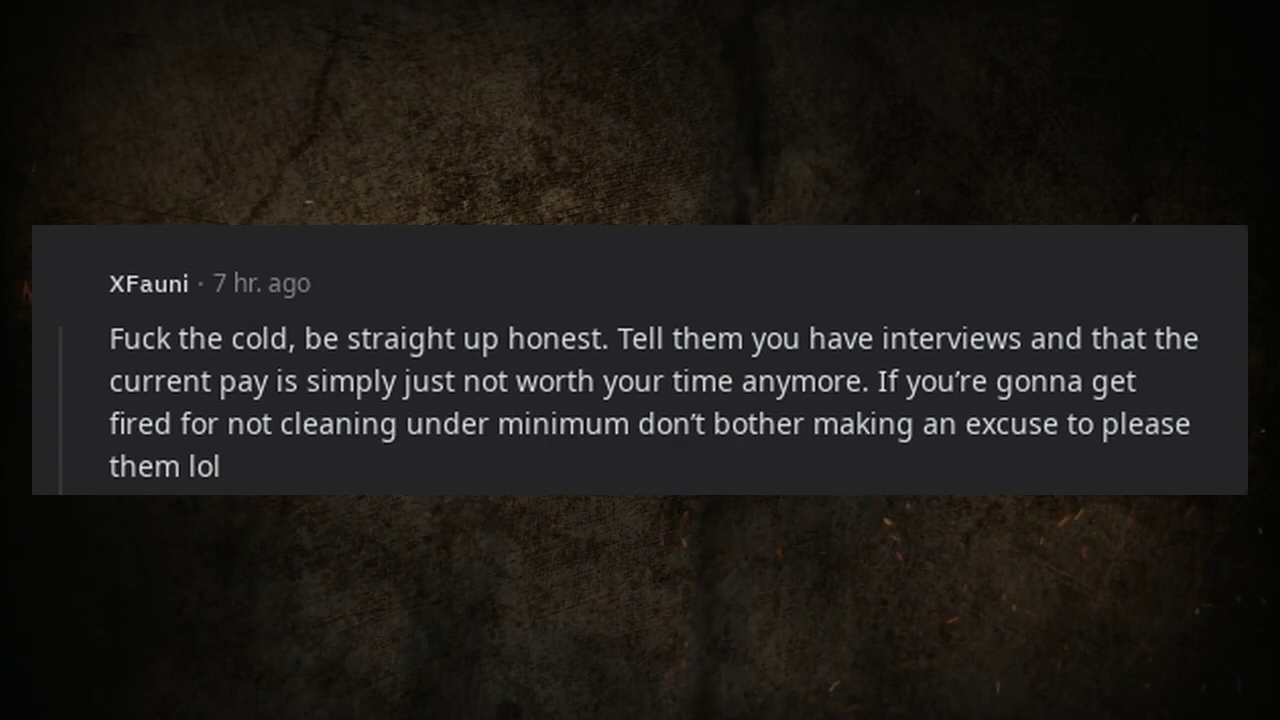 XFauni · 7 hr. ago
Fuck the cold, be straight up honest. Tell them you have interviews and that the
current pay is simply just not worth your time anymore. If you’re gonna get
fired for not cleaning under minimum don’t bother making an excuse to please
them lol